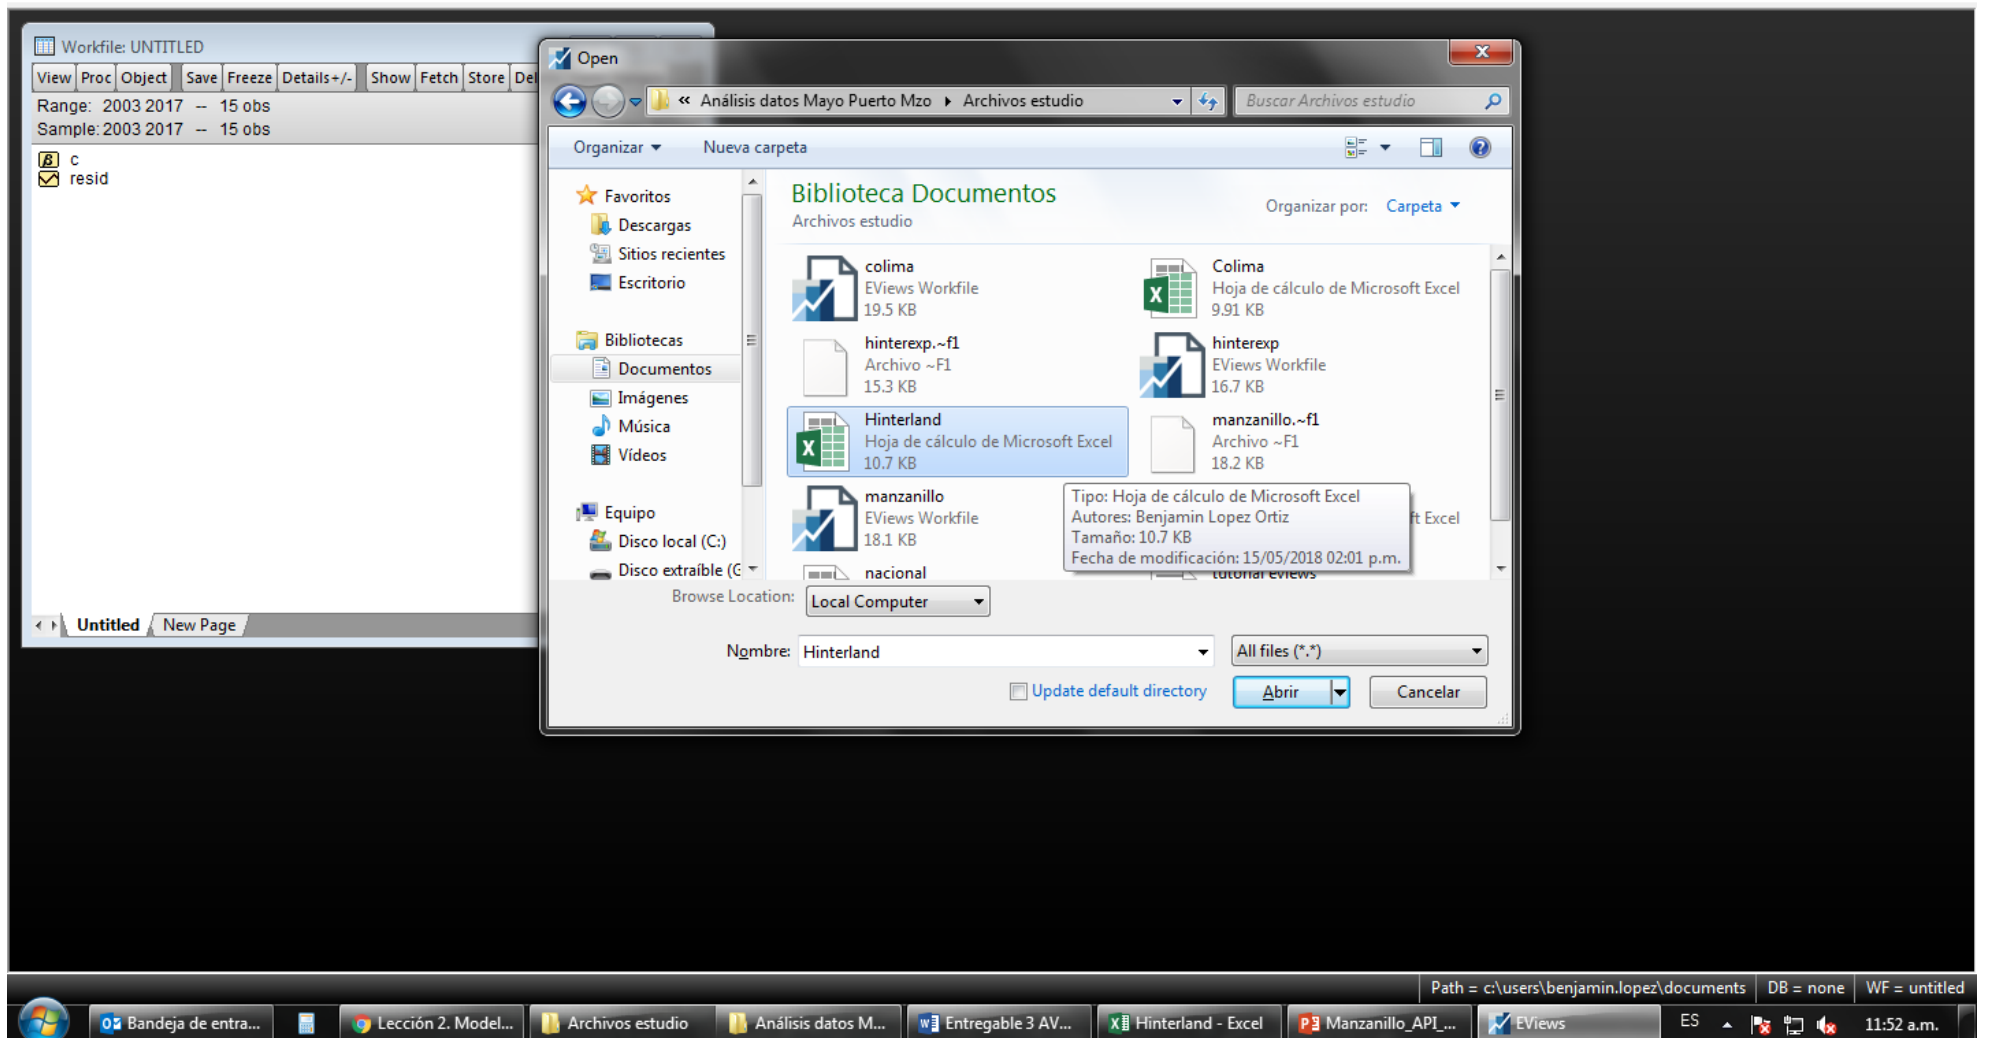 Workfile: UNTITLED
View Proc Object Save Freeze Details+/- Show Fetch Store Del
Range: 2003 2017 -- 15 obs
Sample: 2003 2017 -- 15 obs
c
resid
Untitled New Page
Open
« Análisis datos Mayo Puerto Mzo Archivos estudio
Buscar Archivos estudio
Organizar Nueva carpeta
Favoritos
Descargas
Sitios recientes
Escritorio
Bibliotecas
Documentos
Imágenes
Música
Vídeos
Equipo
Disco local (C:)
Disco extraíble (G
Biblioteca Documentos
Archivos estudio
Organizar por: Carpeta
colima
EViews Workfile
19.5 KB
Colima
Hoja de cálculo de Microsoft Excel
9.91 KB
hinterexp.~f1
Archivo ~F1
15.3 KB
hinterexp
EViews Workfile
16.7 KB
Hinterland
Hoja de cálculo de Microsoft Excel
10.7 KB
manzanillo.~f1
Archivo ~F1
18.2 KB
manzanillo
EViews Workfile
18.1 KB
ft Excel
Tipo: Hoja de cálculo de Microsoft Excel
Autores: Benjamin Lopez Ortiz
Tamaño: 10.7 KB
Fecha de modificación: 15/05/2018 02:01 p.m.
nacional
tutorial eviews
Browse Location: Local Computer
Nombre: Hinterland
All files (*.*)
Update default directory
Abrir
Cancelar
Path = c:\users\benjamin.lopez\documents DB = none WF = untitled
Bandeja de entra...
Lección 2. Model...
Archivos estudio
Análisis datos M...
Entregable 3 AV...
Hinterland - Excel
Manzanillo_API_...
EViews
ES
11:52 a.m.